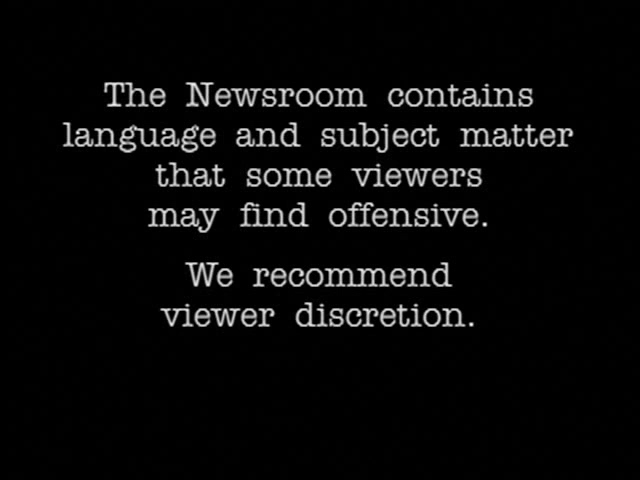 The Newsroom contains
language and subject matter
that some viewers
may find offensive.
We recommend
viewer discretion.